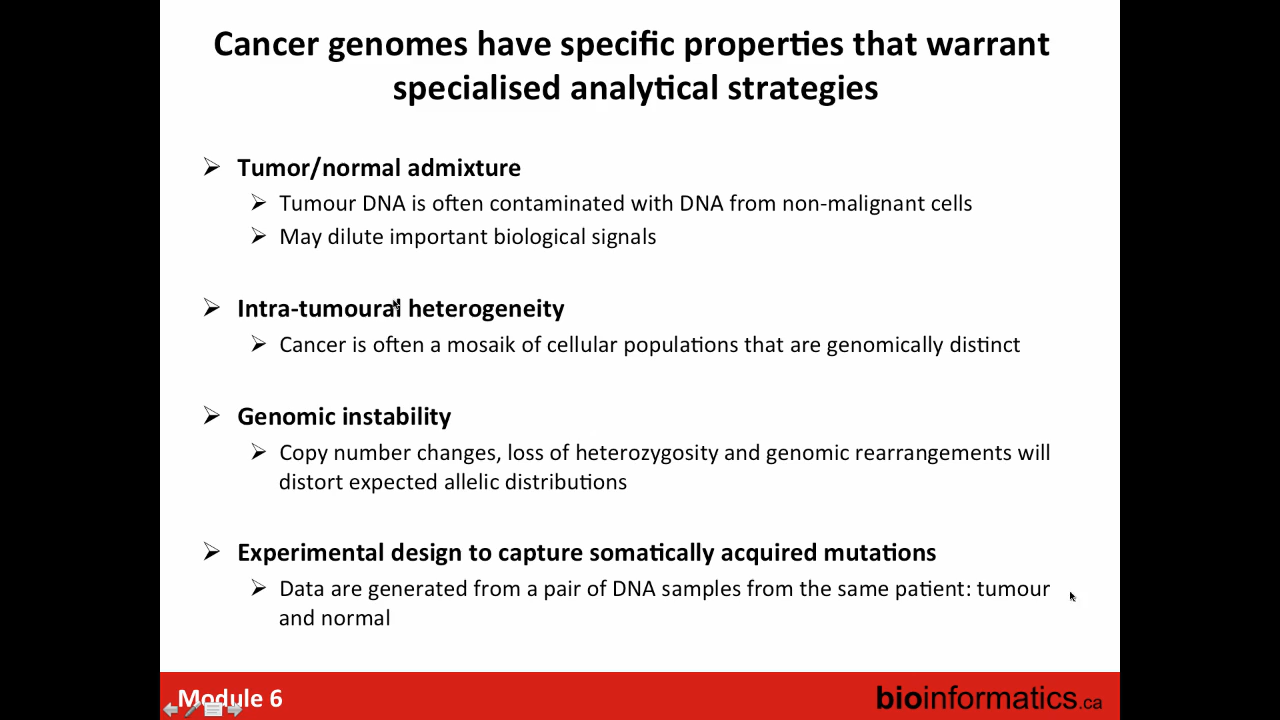 Cancer genomes have specific properties that warrant
specialised analytical strategies
Tumor/normal admixture
Tumour DNA is often contaminated with DNA from non-malignant cells
May dilute important biological signals
Intra-tumoural heterogeneity
Cancer is often a mosaik of cellular populations that are genomically distinct
Genomic instability
Copy number changes, loss of heterozygosity and genomic rearrangements will
distort expected allelic distributions
Experimental design to capture somatically acquired mutations
Data are generated from a pair of DNA samples from the same patient: tumour
and normal
Module 6
bioinformatics.ca